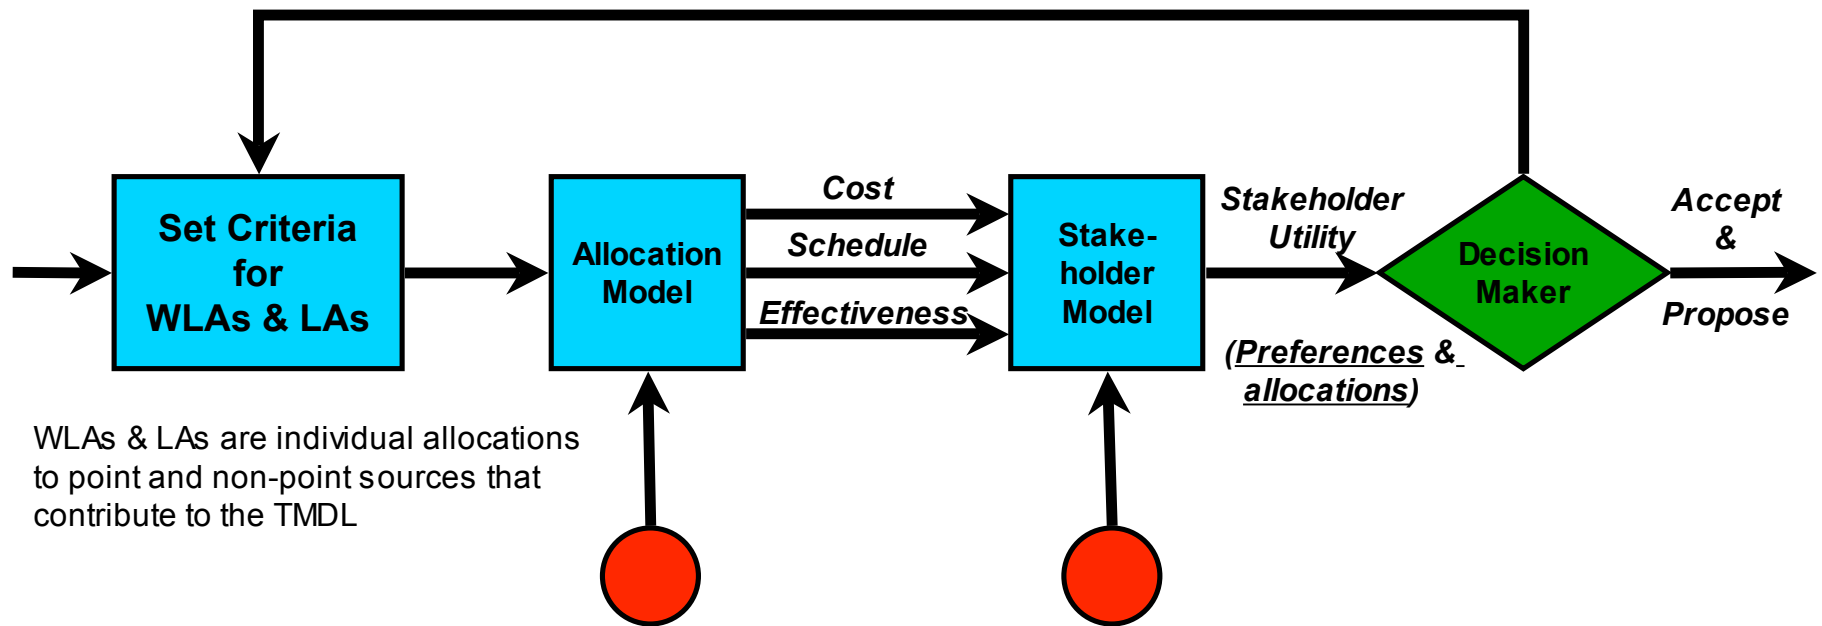 Set Criteria
for
WLAs & LAs
Allocation
Model
Cost
Schedule
Effectiveness
Stake-
holder
Model
Stakeholder
Utility
(Preferences &
allocations)
Decision
Maker
Accept
&
Propose
WLAs & LAs are individual allocations
to point and non-point sources that
contribute to the TMDL